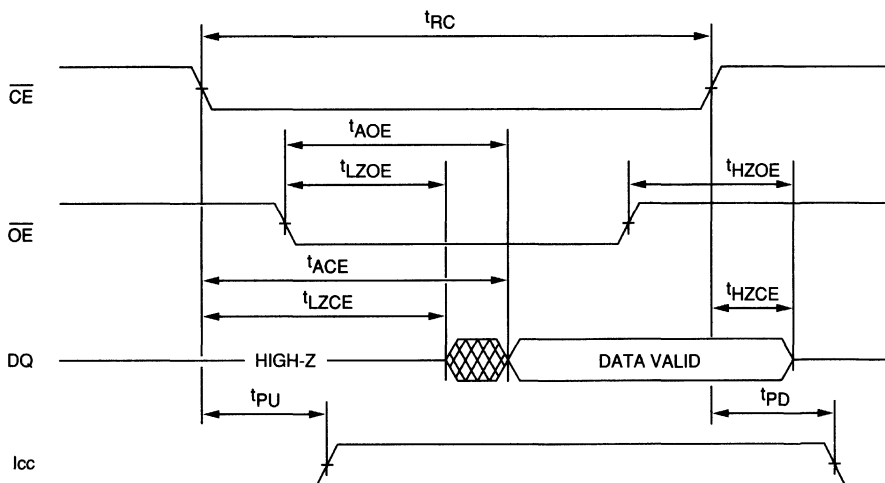 tRC
CE
tAOE
tLZOE
tHZOE
OE
tACE
tLZCE
tHZCE
DQ
HIGH-Z
DATA VALID
tPU
tPD
Icc